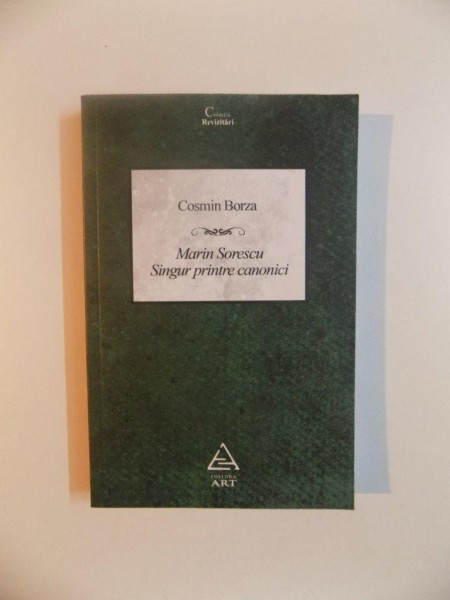 Colecția
Revizitări
Cosmin Borza
Marin Sorescu
Singur printre canonici
EDITURA
ART